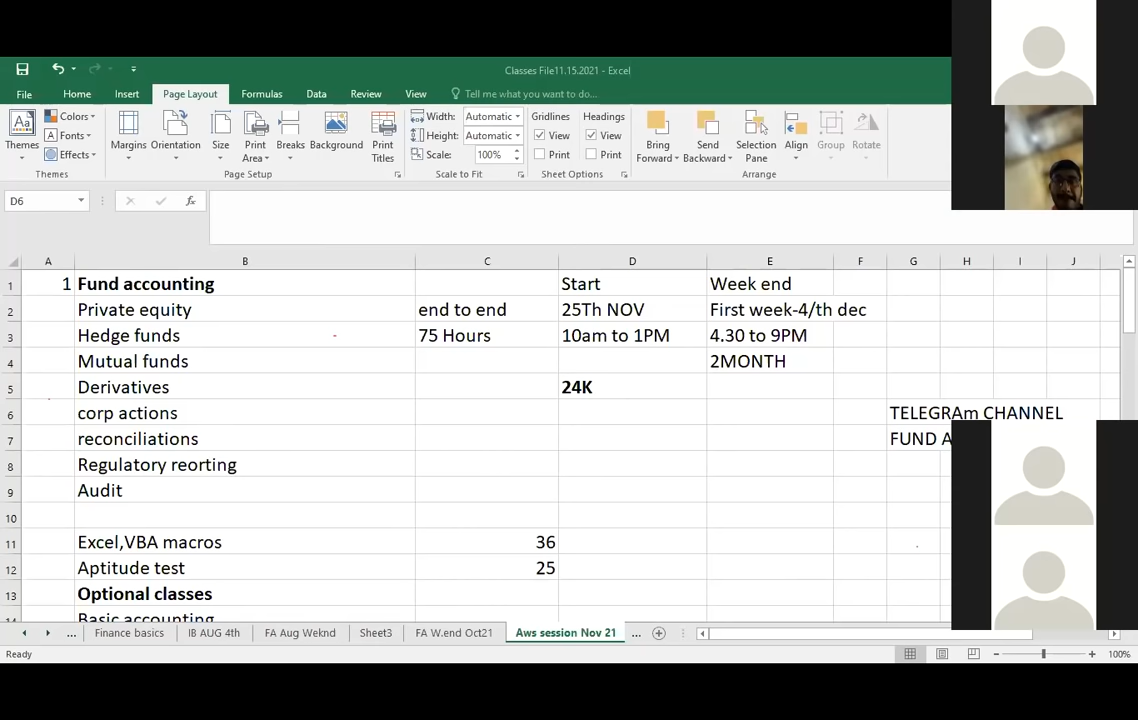 Classes File11.15.2021 - Excel
File Home Insert Page Layout Formulas Data Review View Tell me what you want to do...
Themes
Colors
Fonts
Effects
Margins
Orientation
Size
Print Area
Breaks
Background
Print Titles
Width: Automatic
Height: Automatic
Scale: 100%
Gridlines
View
Print
Headings
View
Print
Bring Forward
Send Backward
Selection Pane
Align
Group
Rotate
Themes Page Setup Scale to Fit Sheet Options Arrange
D6
fx
A B C D E F G H I J
1 1 Fund accounting Start Week end
2 Private equity end to end 25Th NOV First week-4/th dec
3 Hedge funds 75 Hours 10am to 1PM 4.30 to 9PM
4 Mutual funds 2MONTH
5 Derivatives 24K
6 corp actions TELEGRAm CHANNEL
7 reconciliations FUND A
8 Regulatory reorting
9 Audit
10
11 Excel,VBA macros 36
12 Aptitude test 25
13 Optional classes
14 Basic accounting
... Finance basics IB AUG 4th FA Aug Weknd Sheet3 FA W.end Oct21 Aws session Nov 21 ...
Ready 100%